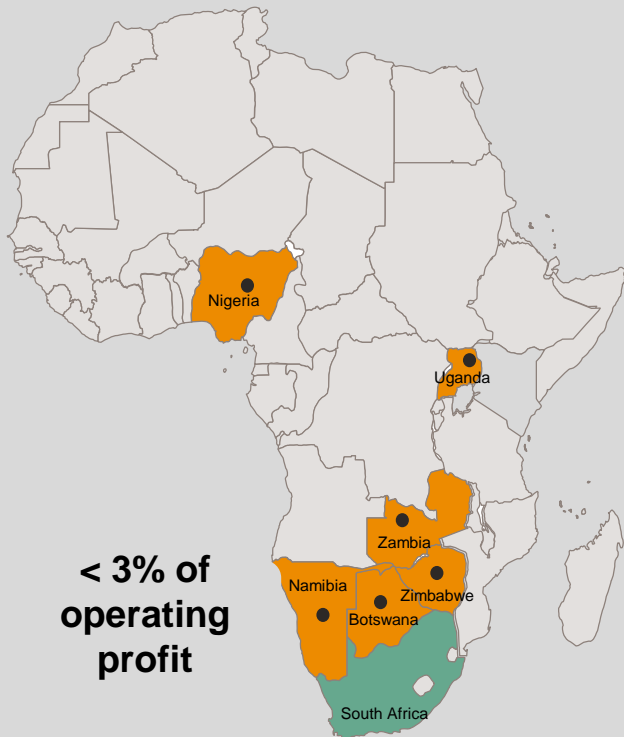 Nigeria
Uganda
Zambia
Namibia
Zimbabwe
Botswana
< 3% of
operating
profit
South Africa